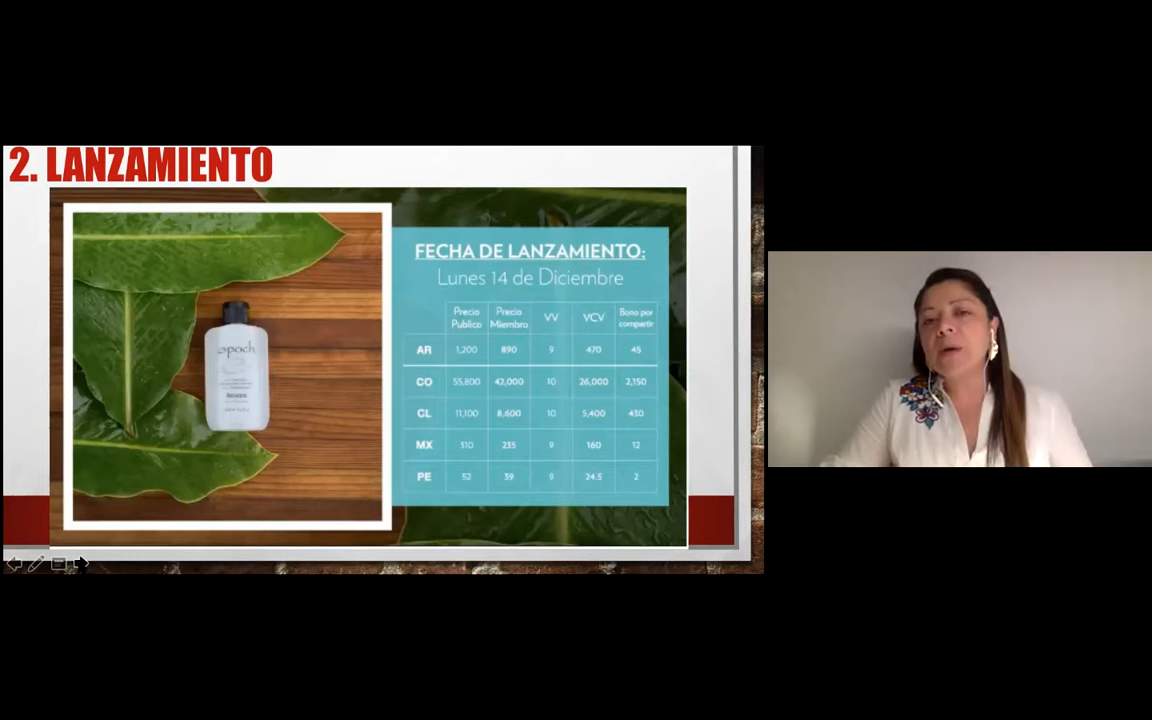 2. LANZAMIENTO
epoch
FECHA DE LANZAMIENTO:
Lunes 14 de Diciembre
Precio Publico Precio Miembro VV VCV Bono por compartir
AR 1,200 890 9 470 45
CO 55,800 42,000 10 26,000 2,150
CL 11,100 8,600 10 5,400 430
MX 310 235 9 160 12
PE 52 39 9 24.5 2